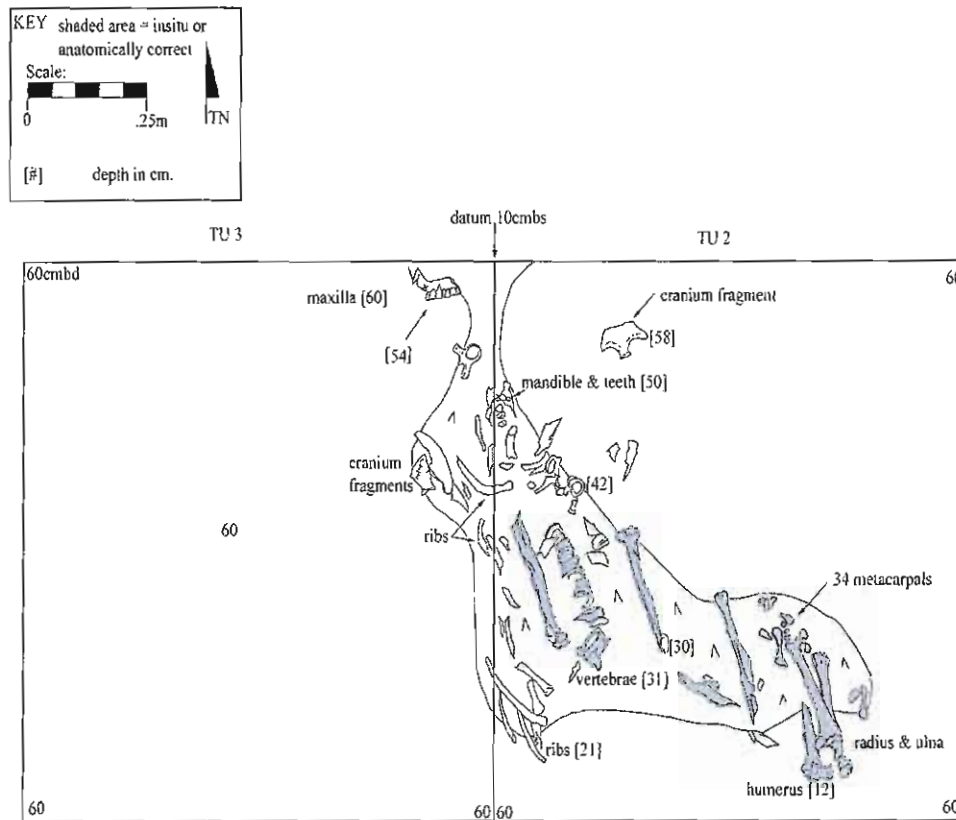 KEY shaded area = insitu or
anatomically correct
Scale:
0 .25m
TN
[#] depth in cm.
datum 10cmbs
TU 3
TU 2
60cmbd
60
maxilla [60]
cranium fragment
[54]
[58]
mandible & teeth [50]
cranium
fragments
[42]
ribs
60
34 metacarpals
[30]
vertebrae [31]
ribs [21]
radius & ulna
humerus [12]
60
60
60
60